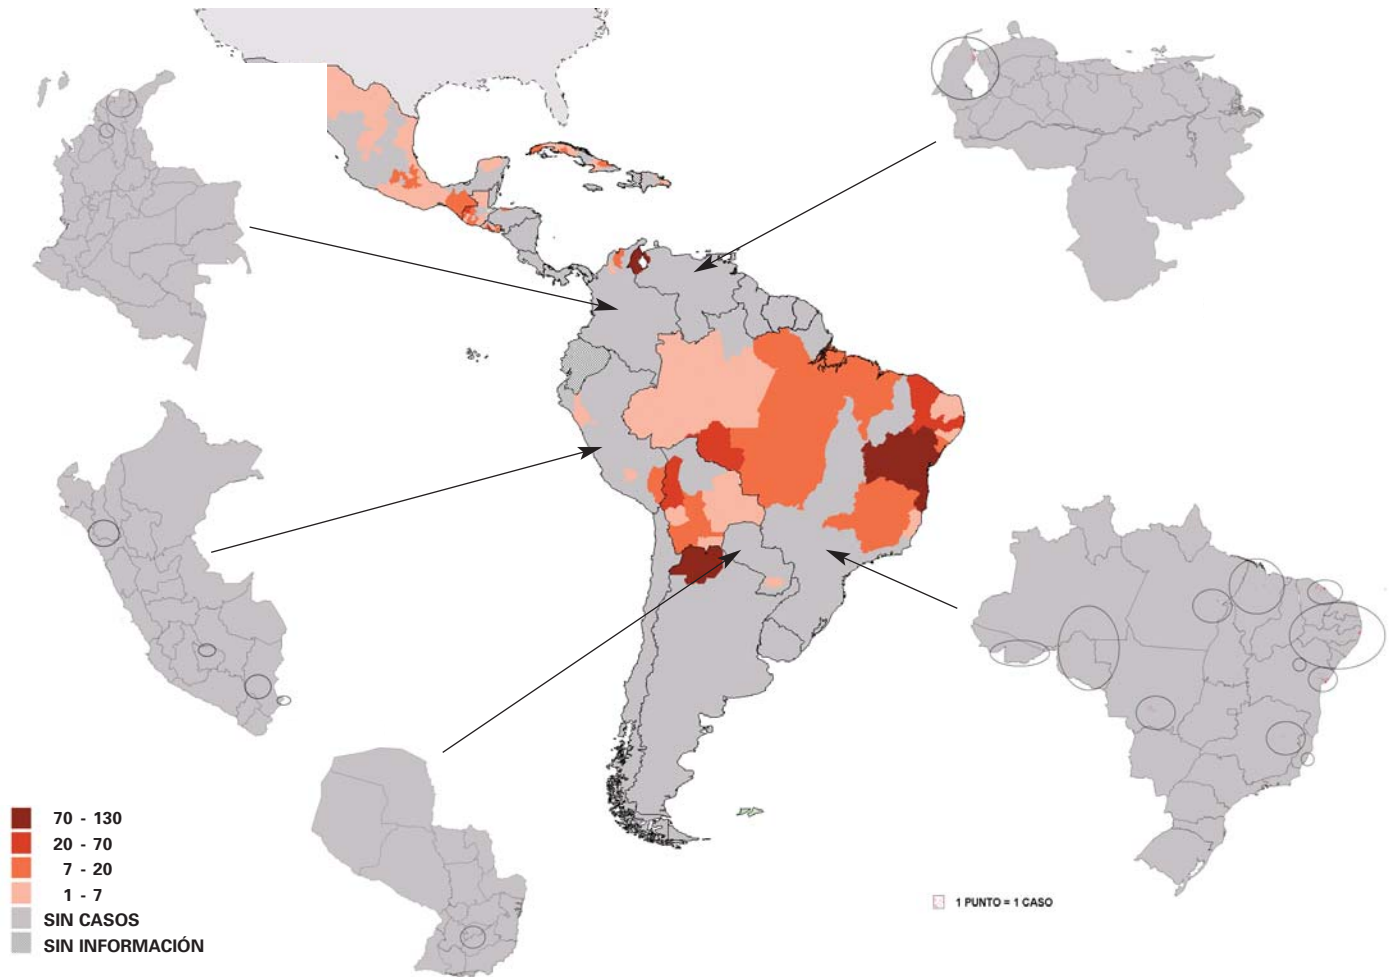 70 - 130
20 - 70
7 - 20
1 - 7
SIN CASOS
SIN INFORMACIÓN
1 PUNTO = 1 CASO